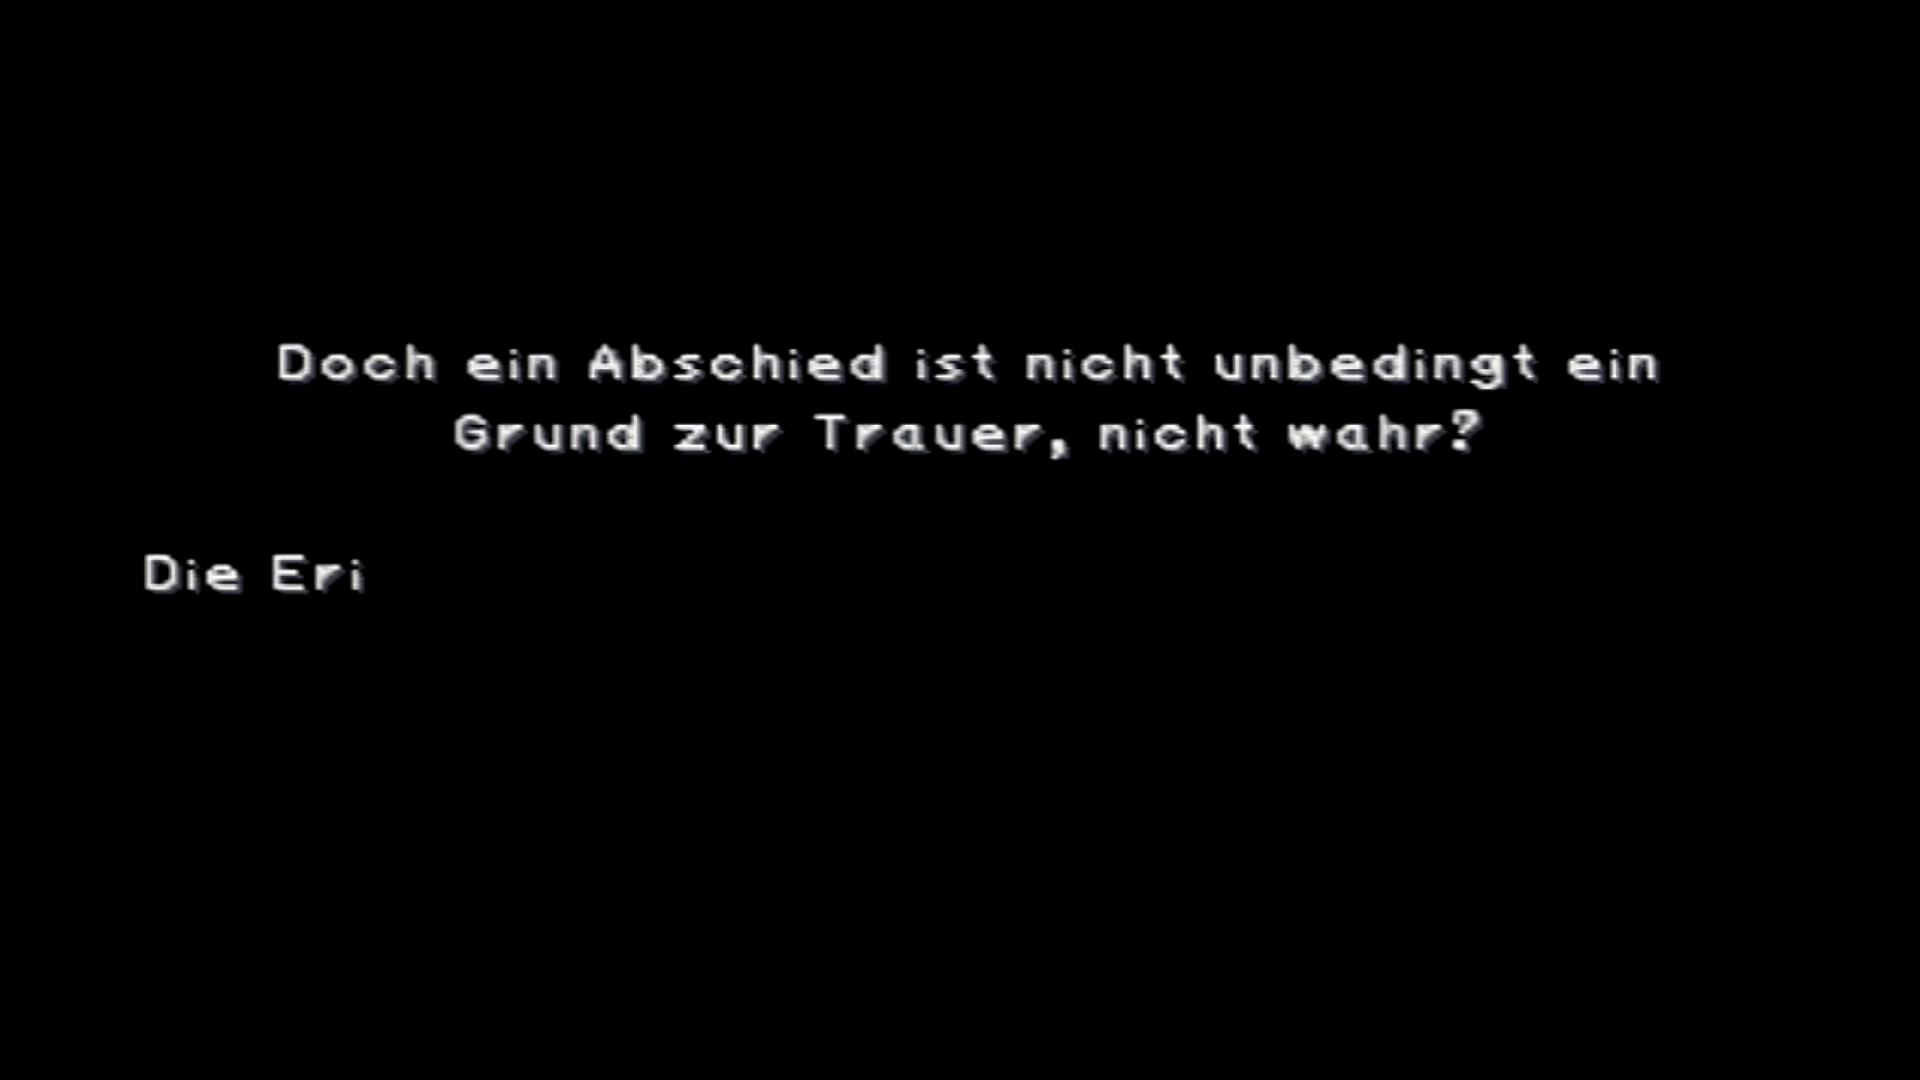 Doch ein Abschied ist nicht unbedingt ein
Grund zur Trauer, nicht wahr?
Die Eri